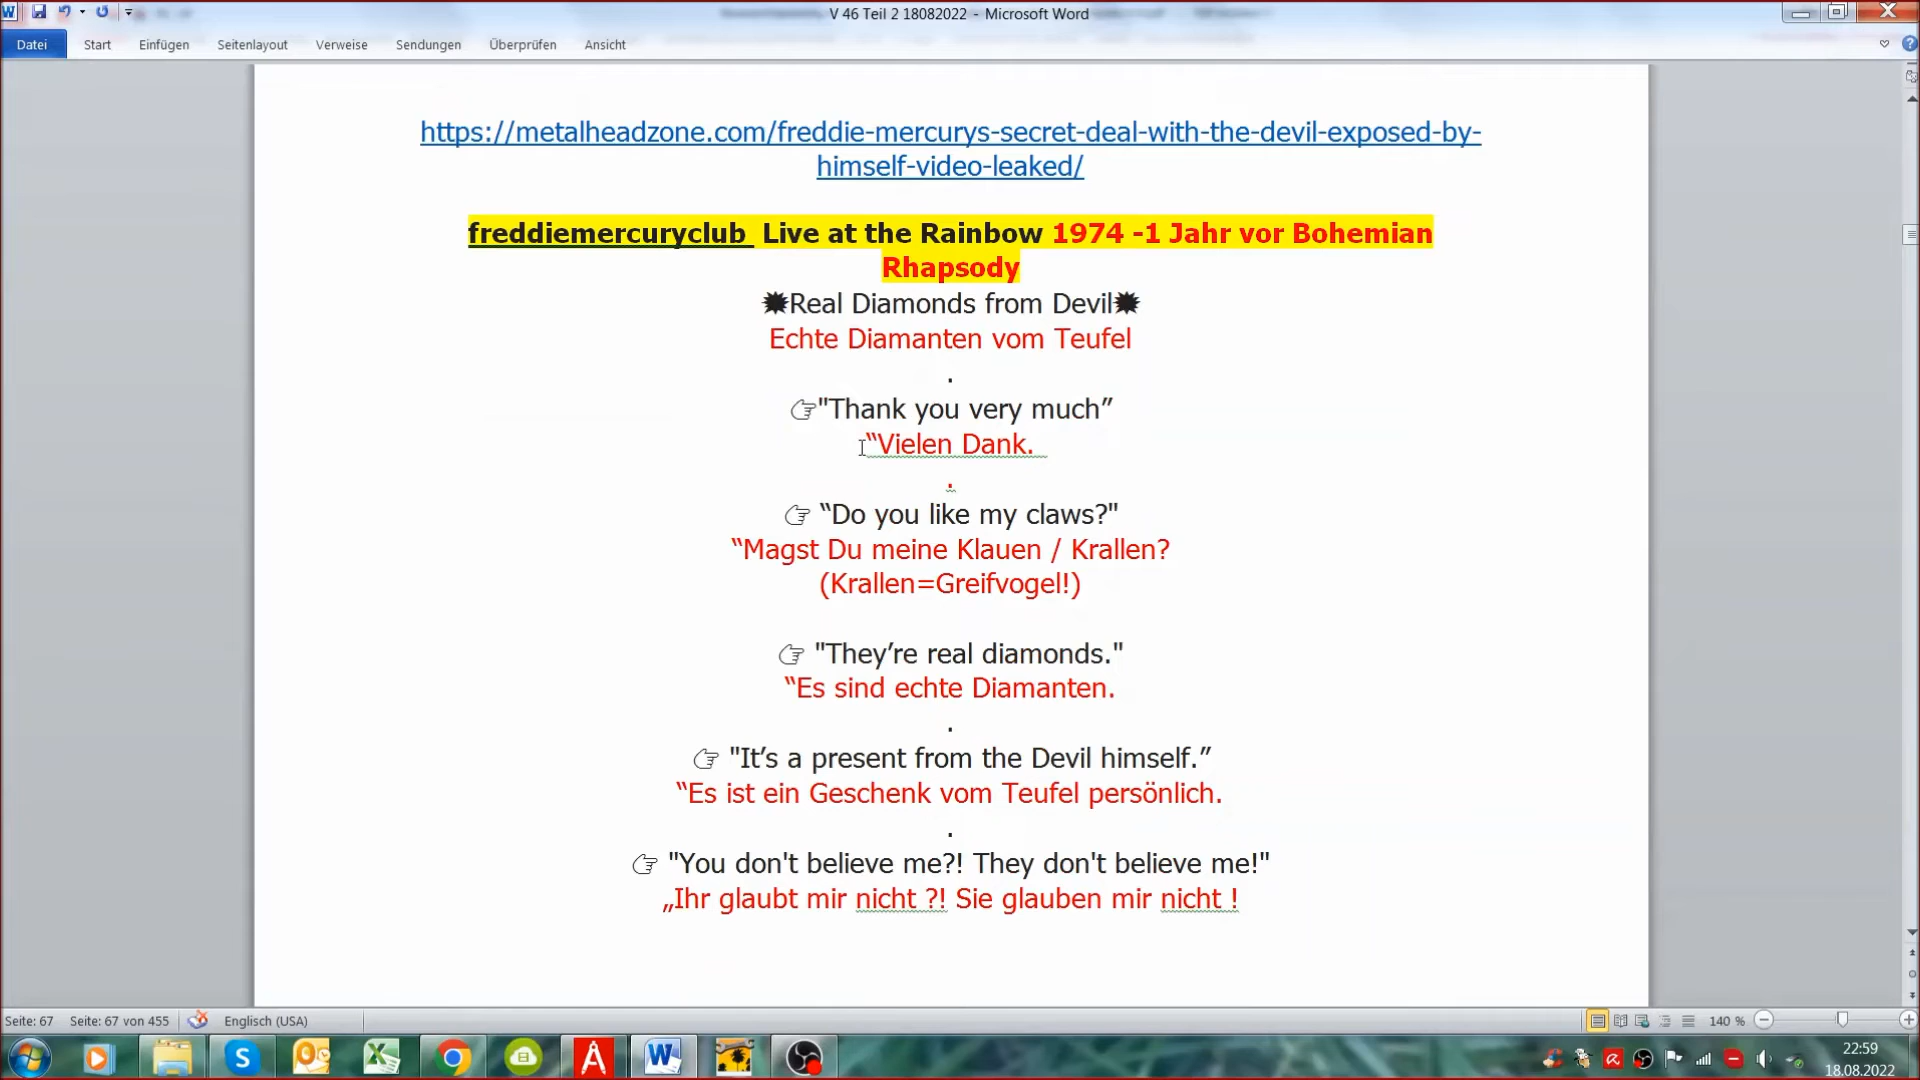 V 46 Teil 2 18082022 - Microsoft Word
Datei Start Einfügen Seitenlayout Verweise Sendungen Überprüfen Ansicht
https://metalheadzone.com/freddie-mercurys-secret-deal-with-the-devil-exposed-by-
himself-video-leaked/
freddiemercuryclub Live at the Rainbow 1974 -1 Jahr vor Bohemian
Rhapsody
✹Real Diamonds from Devil✹
Echte Diamanten vom Teufel
.
👉"Thank you very much”
“Vielen Dank.
.
👉 “Do you like my claws?"
“Magst Du meine Klauen / Krallen?
(Krallen=Greifvogel!)
👉 "They’re real diamonds."
“Es sind echte Diamanten.
.
👉 "It’s a present from the Devil himself.”
“Es ist ein Geschenk vom Teufel persönlich.
.
👉 "You don't believe me?! They don't believe me!"
„Ihr glaubt mir nicht ?! Sie glauben mir nicht !
Seite: 67 Seite: 67 von 455 Englisch (USA) 140 %
22:59
18.08.2022